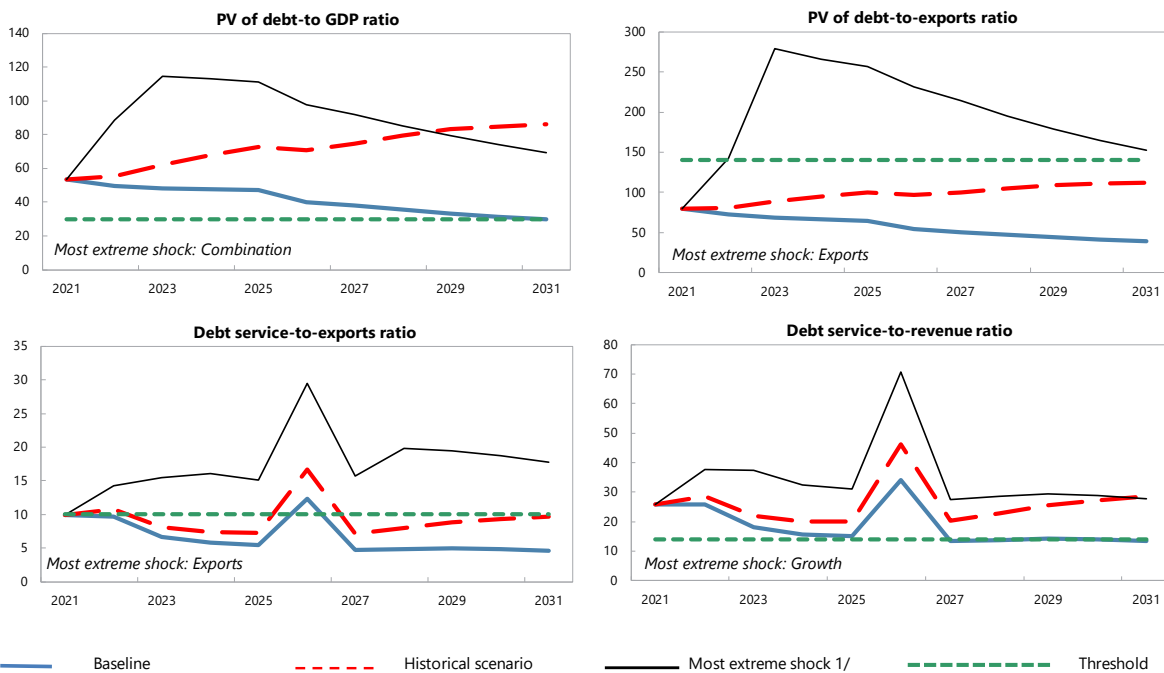 PV of debt-to GDP ratio
140
120
100
80
60
40
20
0
Most extreme shock: Combination
2021 2023 2025 2027 2029 2031
PV of debt-to-exports ratio
300
250
200
150
100
50
0
Most extreme shock: Exports
2021 2023 2025 2027 2029 2031
Debt service-to-exports ratio
35
30
25
20
15
10
5
0
Most extreme shock: Exports
2021 2023 2025 2027 2029 2031
Debt service-to-revenue ratio
80
70
60
50
40
30
20
10
0
Most extreme shock: Growth
2021 2023 2025 2027 2029 2031
Baseline Historical scenario Most extreme shock 1/ Threshold